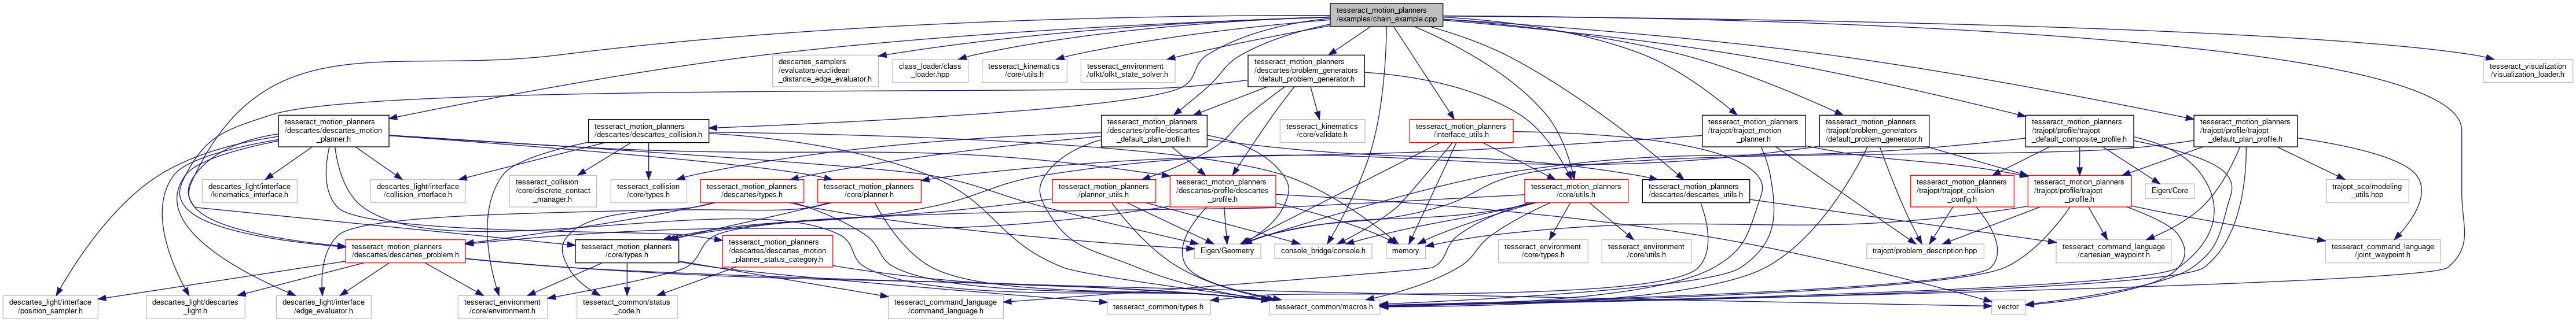 tesseract_motion_planners
/examples/chain_example.cpp
descartes_samplers
/evaluators/euclidean
_distance_edge_evaluator.h
class_loader/class
_loader.hpp
tesseract_kinematics
/core/utils.h
tesseract_environment
/ofkt/ofkt_state_solver.h
tesseract_motion_planners
/descartes/problem_generators
/default_problem_generator.h
tesseract_visualization
/visualization_loader.h
tesseract_motion_planners
/descartes/descartes_motion
_planner.h
tesseract_motion_planners
/descartes/descartes_collision.h
tesseract_motion_planners
/descartes/profile/descartes
_default_plan_profile.h
tesseract_kinematics
/core/validate.h
tesseract_motion_planners
/interface_utils.h
tesseract_motion_planners
/trajopt/trajopt_motion
_planner.h
tesseract_motion_planners
/trajopt/problem_generators
/default_problem_generator.h
tesseract_motion_planners
/trajopt/profile/trajopt
_default_composite_profile.h
tesseract_motion_planners
/trajopt/profile/trajopt
_default_plan_profile.h
descartes_light/interface
/kinematics_interface.h
descartes_light/interface
/collision_interface.h
tesseract_collision
/core/discrete_contact
_manager.h
tesseract_collision
/core/types.h
tesseract_motion_planners
/descartes/types.h
tesseract_motion_planners
/core/planner.h
tesseract_motion_planners
/planner_utils.h
tesseract_motion_planners
/descartes/profile/descartes
_profile.h
tesseract_motion_planners
/core/utils.h
tesseract_motion_planners
/descartes/descartes_utils.h
tesseract_motion_planners
/trajopt/trajopt_collision
_config.h
tesseract_motion_planners
/trajopt/profile/trajopt
_profile.h
Eigen/Core
trajopt_sco/modeling
_utils.hpp
tesseract_motion_planners
/descartes/descartes_problem.h
tesseract_motion_planners
/core/types.h
tesseract_motion_planners
/descartes/descartes_motion
_planner_status_category.h
Eigen/Geometry
console_bridge/console.h
memory
tesseract_environment
/core/types.h
tesseract_environment
/core/utils.h
trajopt/problem_description.hpp
tesseract_command_language
/cartesian_waypoint.h
tesseract_command_language
/joint_waypoint.h
descartes_light/interface
/position_sampler.h
descartes_light/descartes
_light.h
descartes_light/interface
/edge_evaluator.h
tesseract_environment
/core/environment.h
tesseract_common/status
_code.h
tesseract_command_language
/command_language.h
tesseract_common/types.h
tesseract_common/macros.h
vector